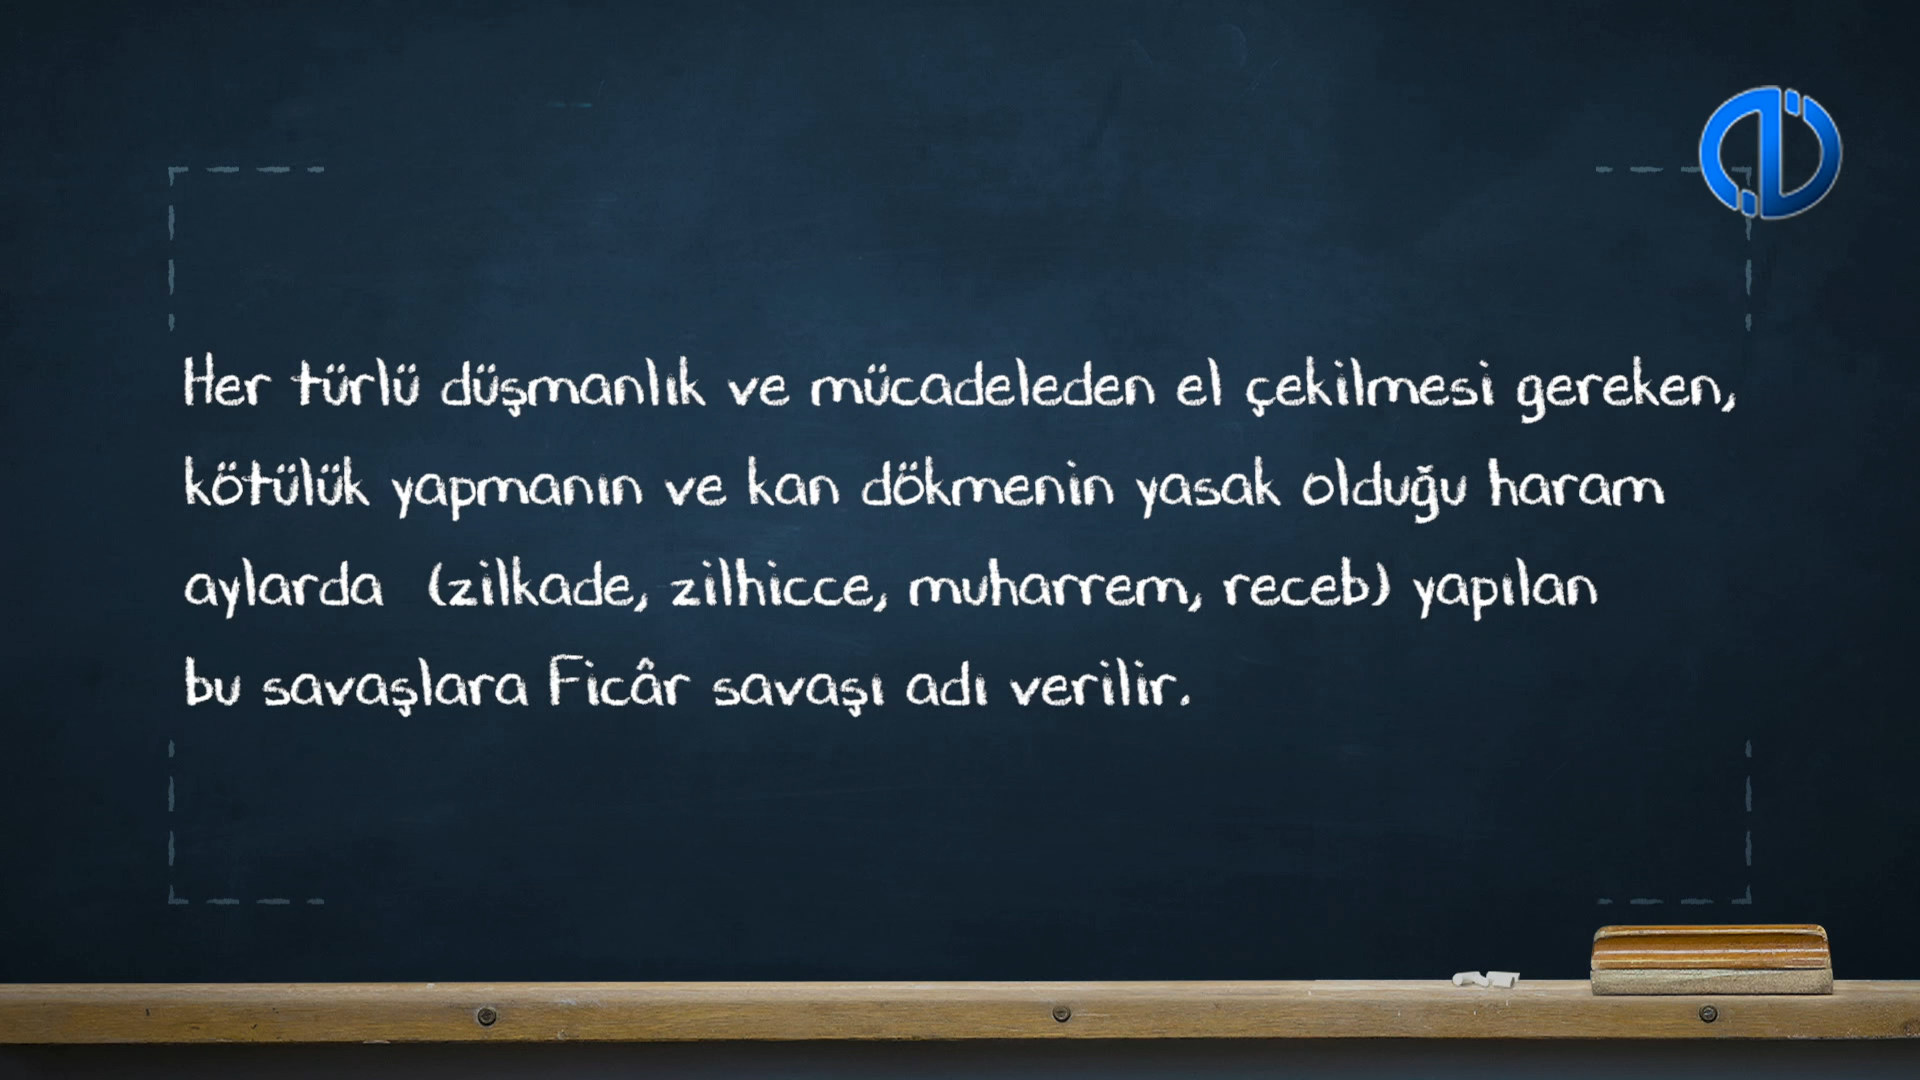 Her türlü düşmanlık ve mücadeleden el çekilmesi gereken,
kötülük yapmanın ve kan dökmenin yasak olduğu haram
aylarda (zilkade, zilhicce, muharrem, receb) yapılan
bu savaşlara Ficâr savaşı adı verilir.